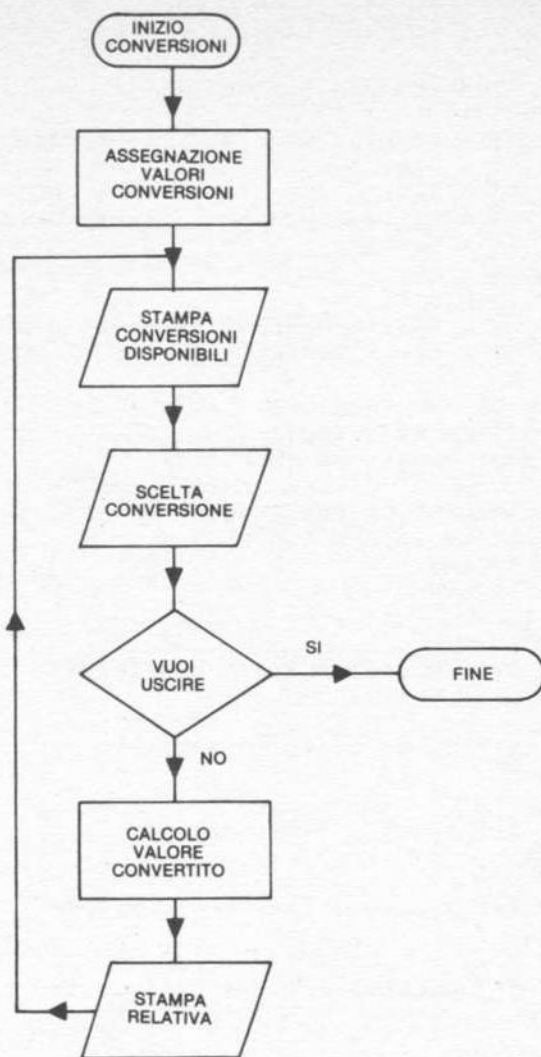 INIZIO
CONVERSIONI
ASSEGNAZIONE
VALORI
CONVERSIONI
STAMPA
CONVERSIONI
DISPONIBILI
SCELTA
CONVERSIONE
VUOI
USCIRE
SI
FINE
NO
CALCOLO
VALORE
CONVERTITO
STAMPA
RELATIVA